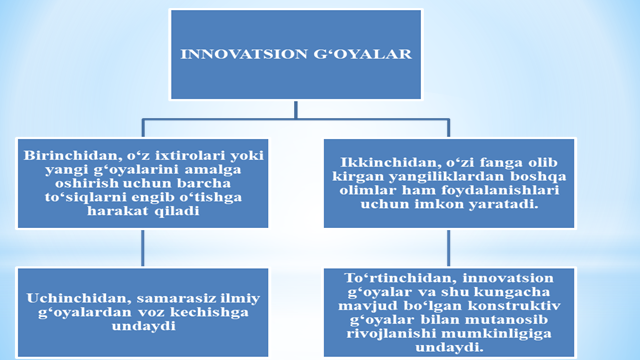 INNOVATSION G‘OYALAR
Birinchidan, o‘z ixtirolari yoki
yangi g‘oyalarini amalga
oshirish uchun barcha
to‘siqlarni engib o‘tishga
harakat qiladi
Ikkinchidan, o‘zi fanga olib
kirgan yangiliklardan boshqa
olimlar ham foydalanishlari
uchun imkon yaratadi.
Uchinchidan, samarasiz ilmiy
g‘oyalardan voz kechishga
undaydi
To‘rtinchidan, innovatsion
g‘oyalar va shu kungacha
mavjud bo‘lgan konstruktiv
g‘oyalar bilan mutanosib
rivojlanishi mumkinligiga
undaydi.